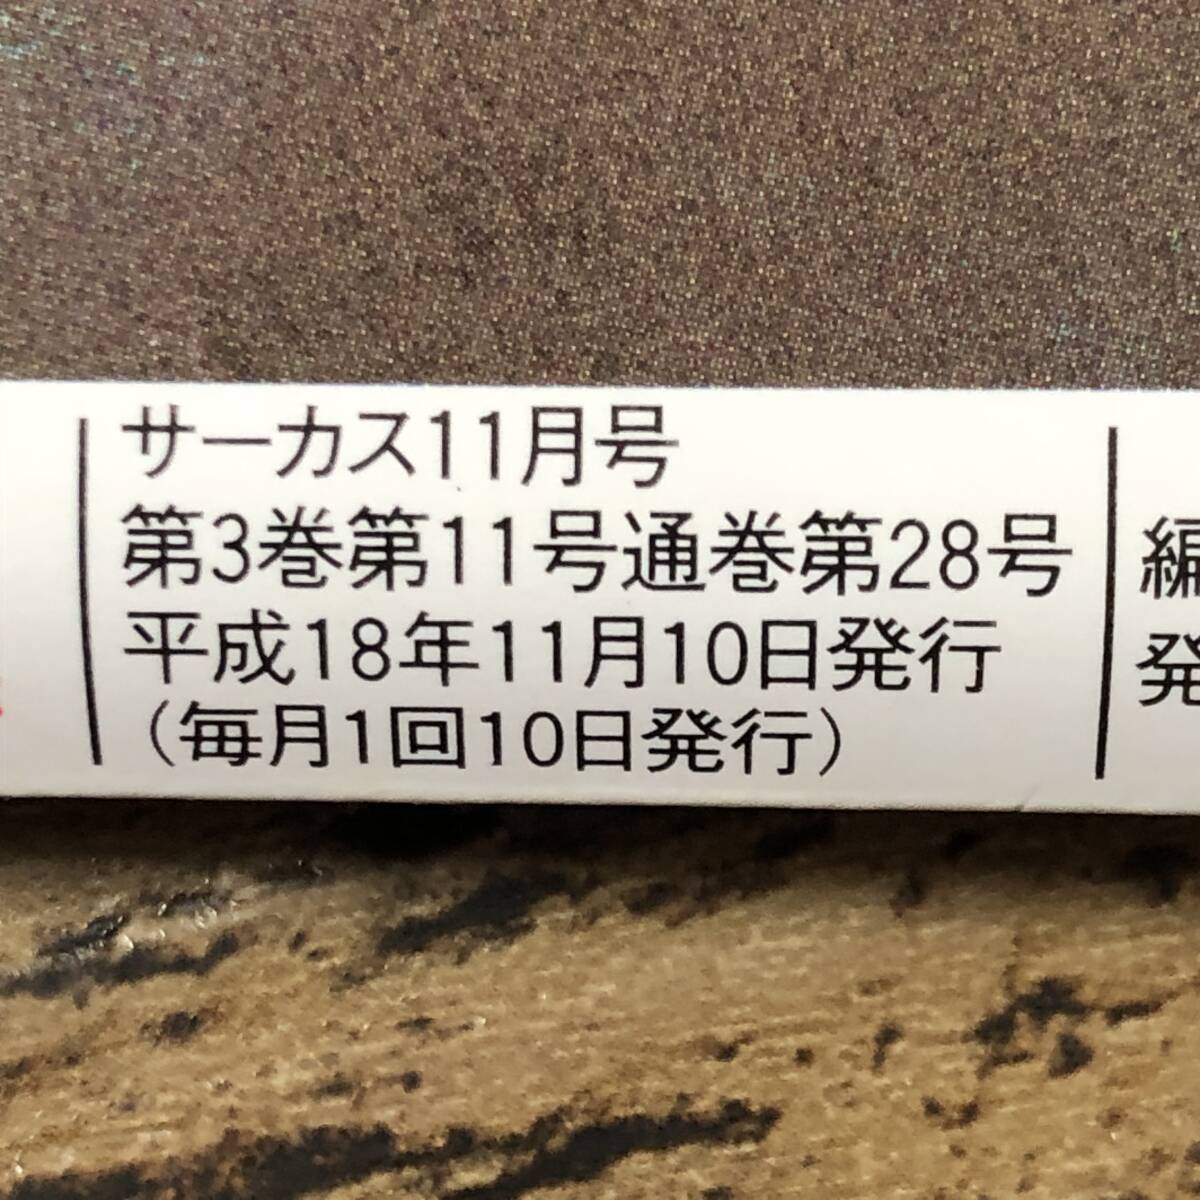 サーカス11月号
第3巻第11号通巻第28号
平成18年11月10日発行
（毎月1回10日発行）
編
発